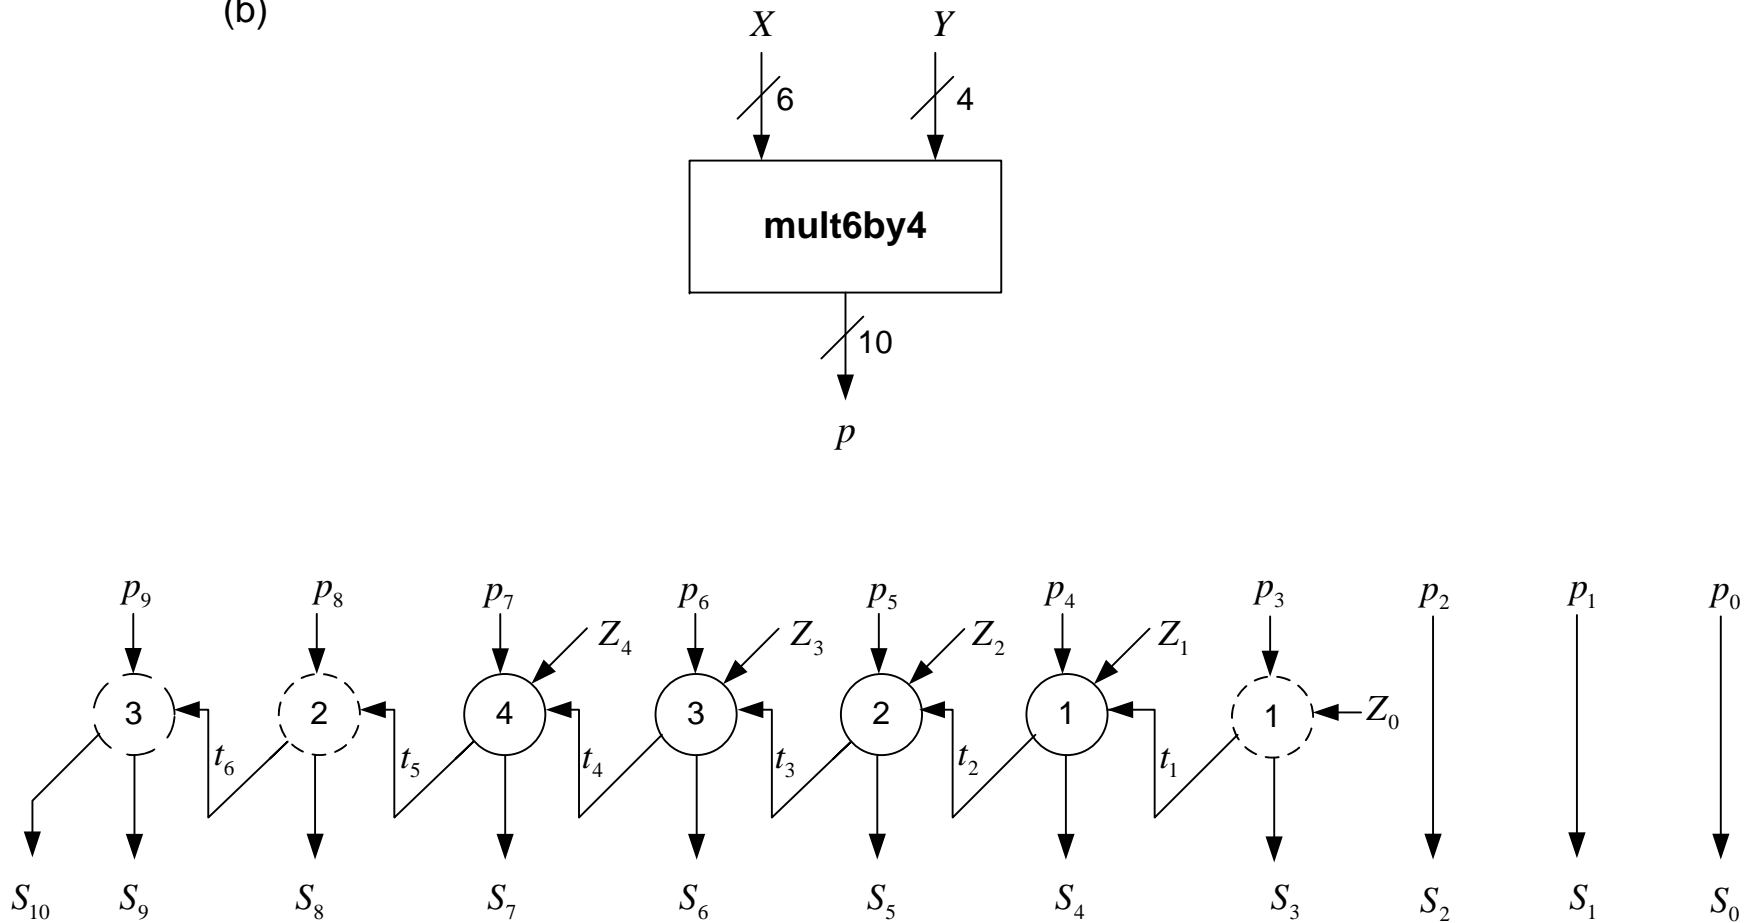 (b)
X Y
6 4
mult6by4
10
p
p₉ p₈ p₇ p₆ p₅ p₄ p₃ p₂ p₁ p₀
Z₄ Z₃ Z₂ Z₁
3 2 4 3 2 1 1 Z₀
t₆ t₅ t₄ t₃ t₂ t₁
S₁₀ S₉ S₈ S₇ S₆ S₅ S₄ S₃ S₂ S₁ S₀